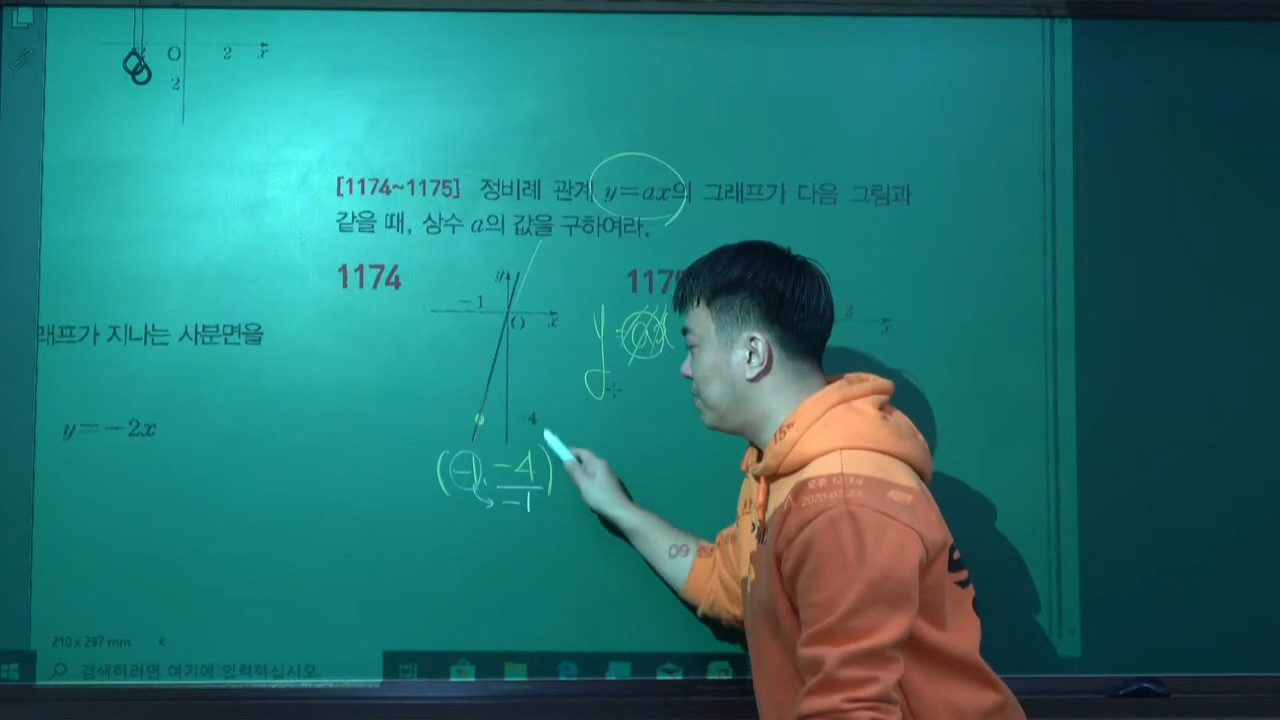 O 2 x
2
[1174~1175] 정비례 관계 y=ax의 그래프가 다음 그림과
같을 때, 상수 a의 값을 구하여라.
1174
y
-1
O x
-4
(-1, -4)
-1
y=ax
3
x
래프가 지나는 사분면을
y=-2x
210 x 297 mm
검색하려면 여기에 입력하십시오.